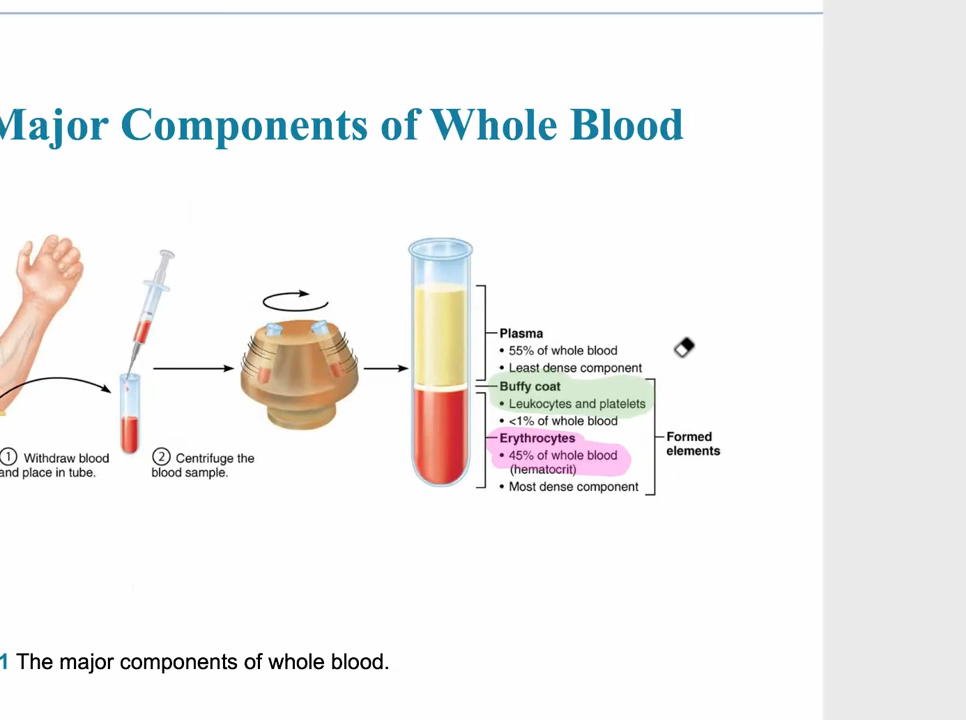 Major Components of Whole Blood
Plasma
• 55% of whole blood
• Least dense component
Buffy coat
• Leukocytes and platelets
• <1% of whole blood
Erythrocytes
• 45% of whole blood
(hematocrit)
• Most dense component
Formed
elements
1 Withdraw blood
and place in tube.
2 Centrifuge the
blood sample.
1 The major components of whole blood.